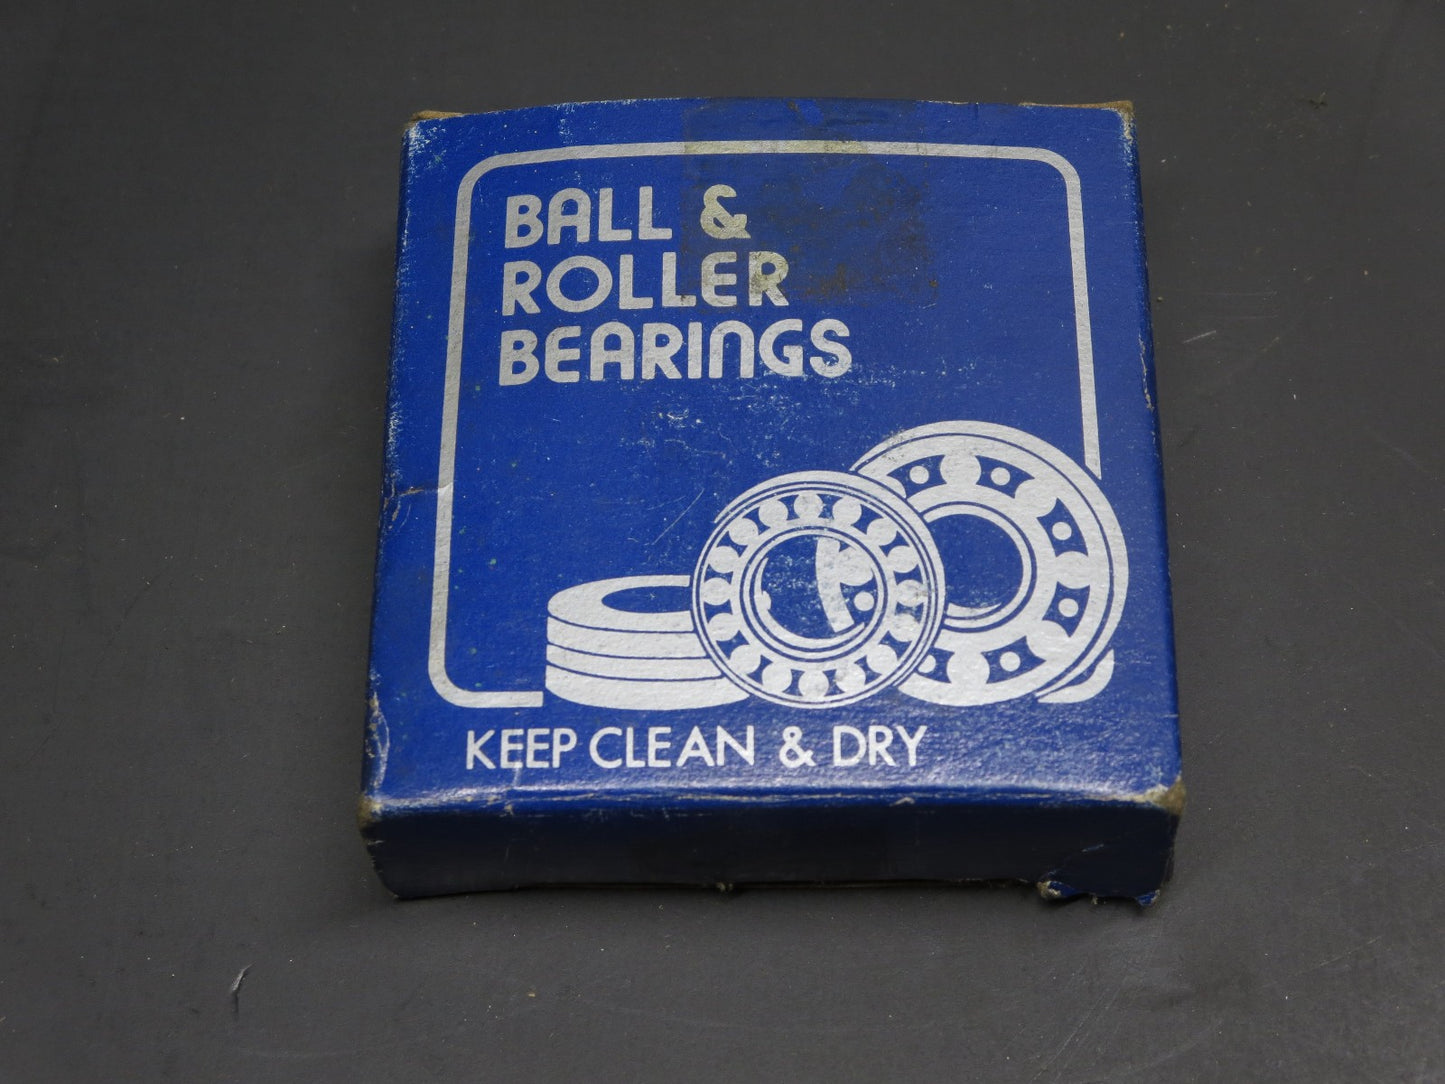 BALL &
ROLLER
BEARINGS
KEEP CLEAN & DRY